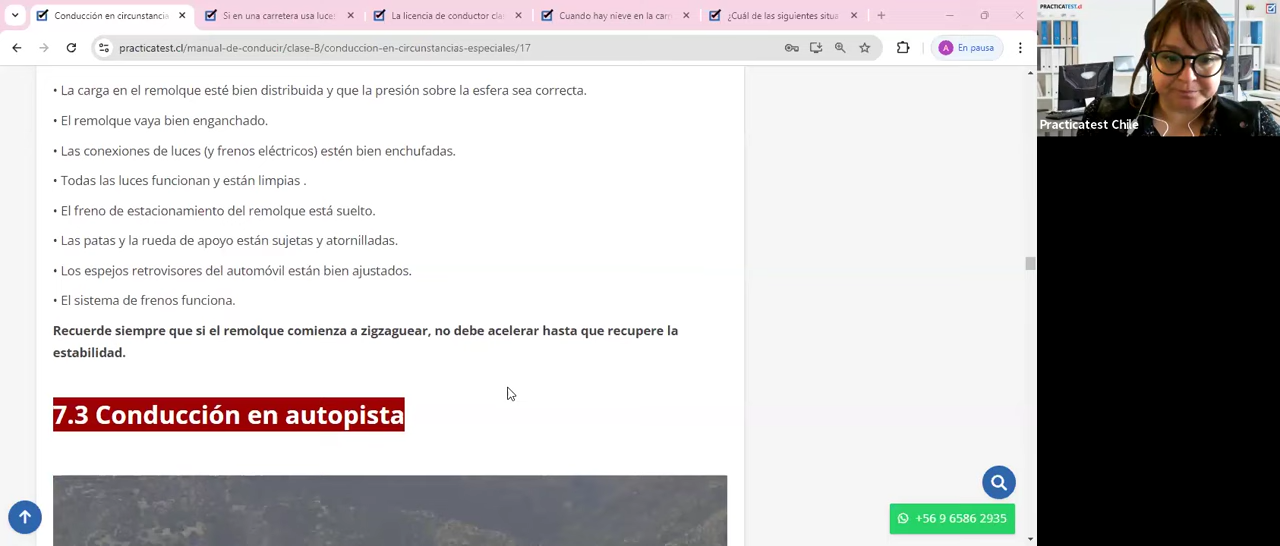 Conducción en circunstancia
Si en una carretera usa luces
La licencia de conductor cla
Cuando hay nieve en la carr
¿Cuál de las siguientes situa
practicatest.cl/manual-de-conducir/clase-B/conduccion-en-circunstancias-especiales/17
A En pausa
PRACTICATEST.cl
Practicatest Chile
• La carga en el remolque esté bien distribuida y que la presión sobre la esfera sea correcta.
• El remolque vaya bien enganchado.
• Las conexiones de luces (y frenos eléctricos) estén bien enchufadas.
• Todas las luces funcionan y están limpias .
• El freno de estacionamiento del remolque está suelto.
• Las patas y la rueda de apoyo están sujetas y atornilladas.
• Los espejos retrovisores del automóvil están bien ajustados.
• El sistema de frenos funciona.
Recuerde siempre que si el remolque comienza a zigzaguear, no debe acelerar hasta que recupere la
estabilidad.
7.3 Conducción en autopista
+56 9 6586 2935